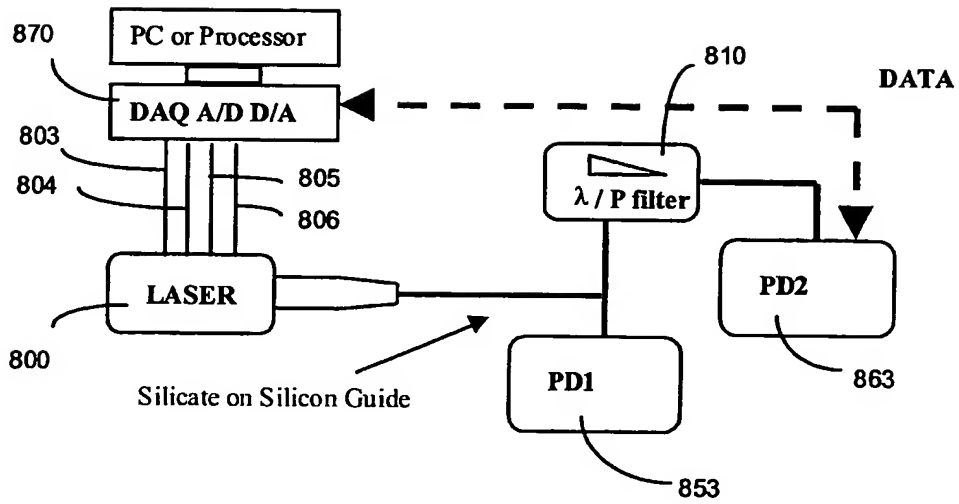 870
PC or Processor
810
DATA
DAQ A/D D/A
803
805
804
806
λ / P filter
LASER
PD2
800
863
Silicate on Silicon Guide
PD1
853